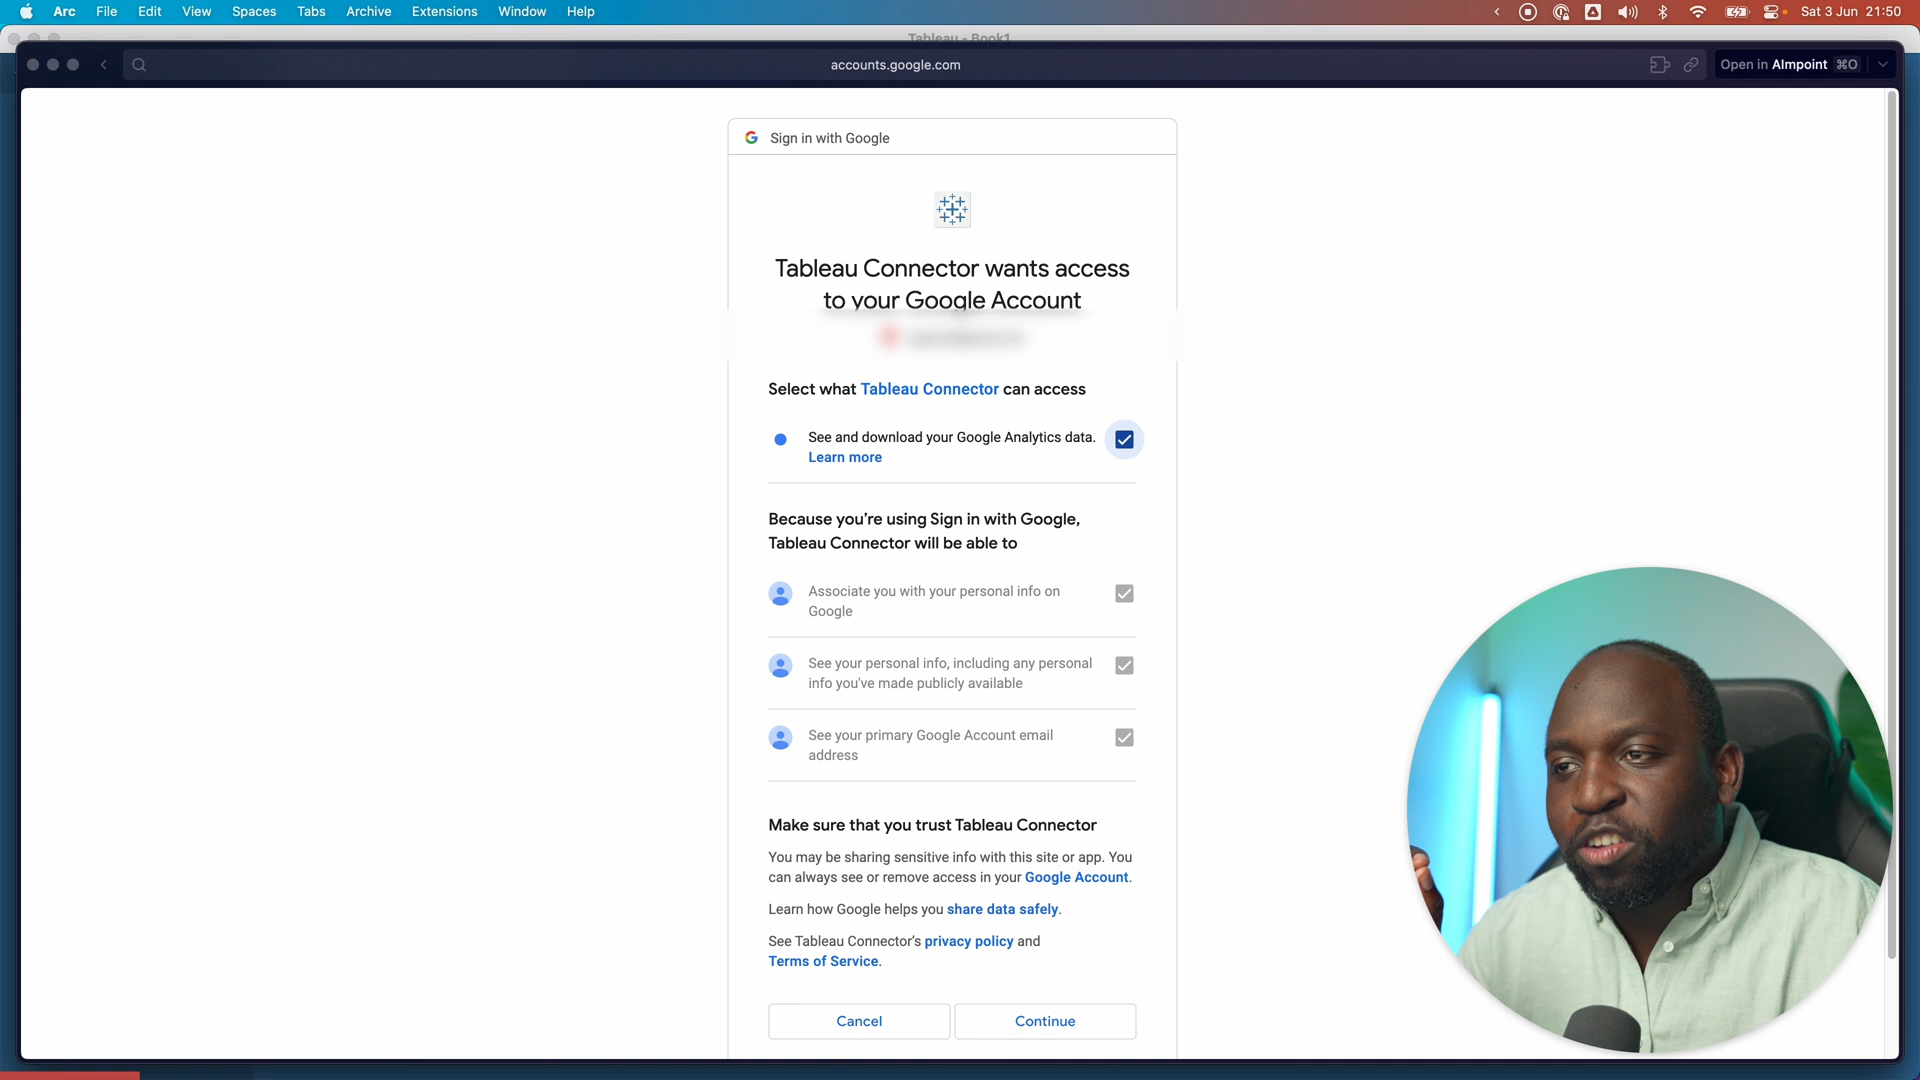 Arc File Edit View Spaces Tabs Archive Extensions Window Help
Sat 3 Jun 21:50
Tableau - Book1
accounts.google.com
Open in AImpoint ⌘O
Sign in with Google
Tableau Connector wants access
to your Google Account
Select what Tableau Connector can access
See and download your Google Analytics data.
Learn more
Because you’re using Sign in with Google,
Tableau Connector will be able to
Associate you with your personal info on
Google
See your personal info, including any personal
info you've made publicly available
See your primary Google Account email
address
Make sure that you trust Tableau Connector
You may be sharing sensitive info with this site or app. You
can always see or remove access in your Google Account.
Learn how Google helps you share data safely.
See Tableau Connector’s privacy policy and
Terms of Service.
Cancel
Continue